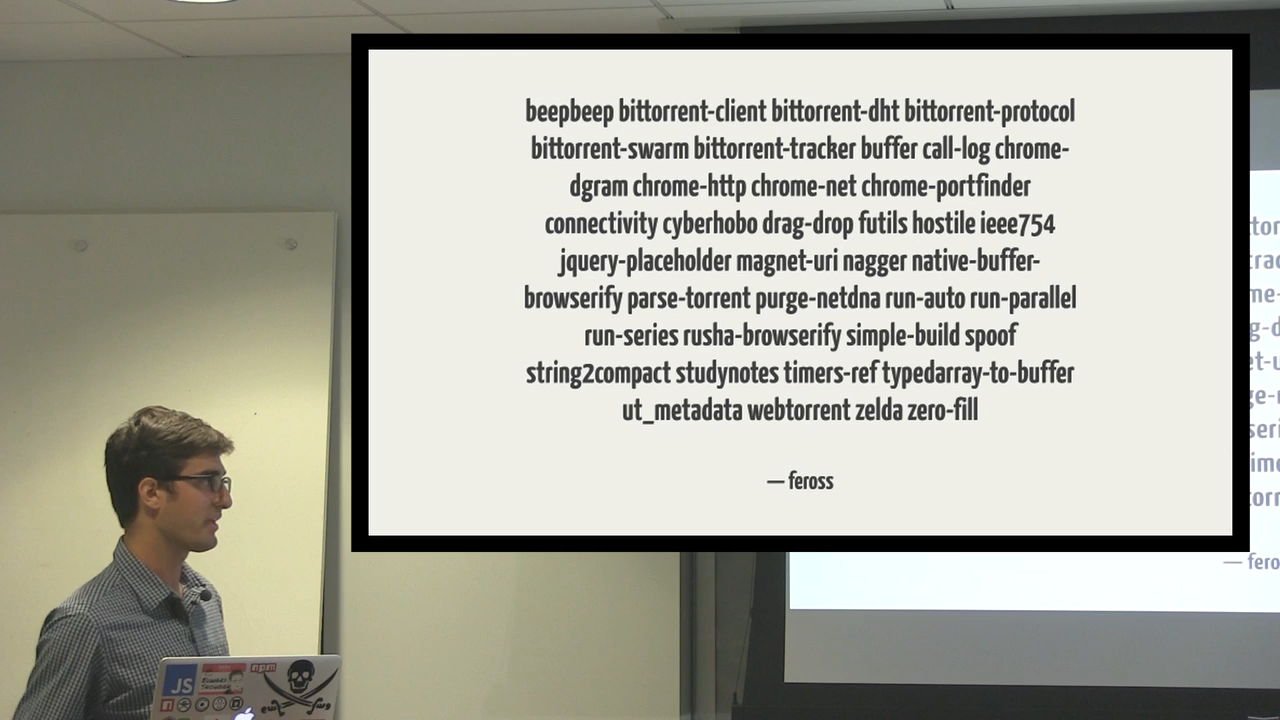 beepbeep bittorrent-client bittorrent-dht bittorrent-protocol
bittorrent-swarm bittorrent-tracker buffer call-log chrome-
dgram chrome-http chrome-net chrome-portfinder
connectivity cyberhobo drag-drop futils hostile ieee754
jquery-placeholder magnet-uri nagger native-buffer-
browserify parse-torrent purge-netdna run-auto run-parallel
run-series rusha-browserify simple-build spoof
string2compact studynotes timers-ref typedarray-to-buffer
ut_metadata webtorrent zelda zero-fill
— feross
JS
npm